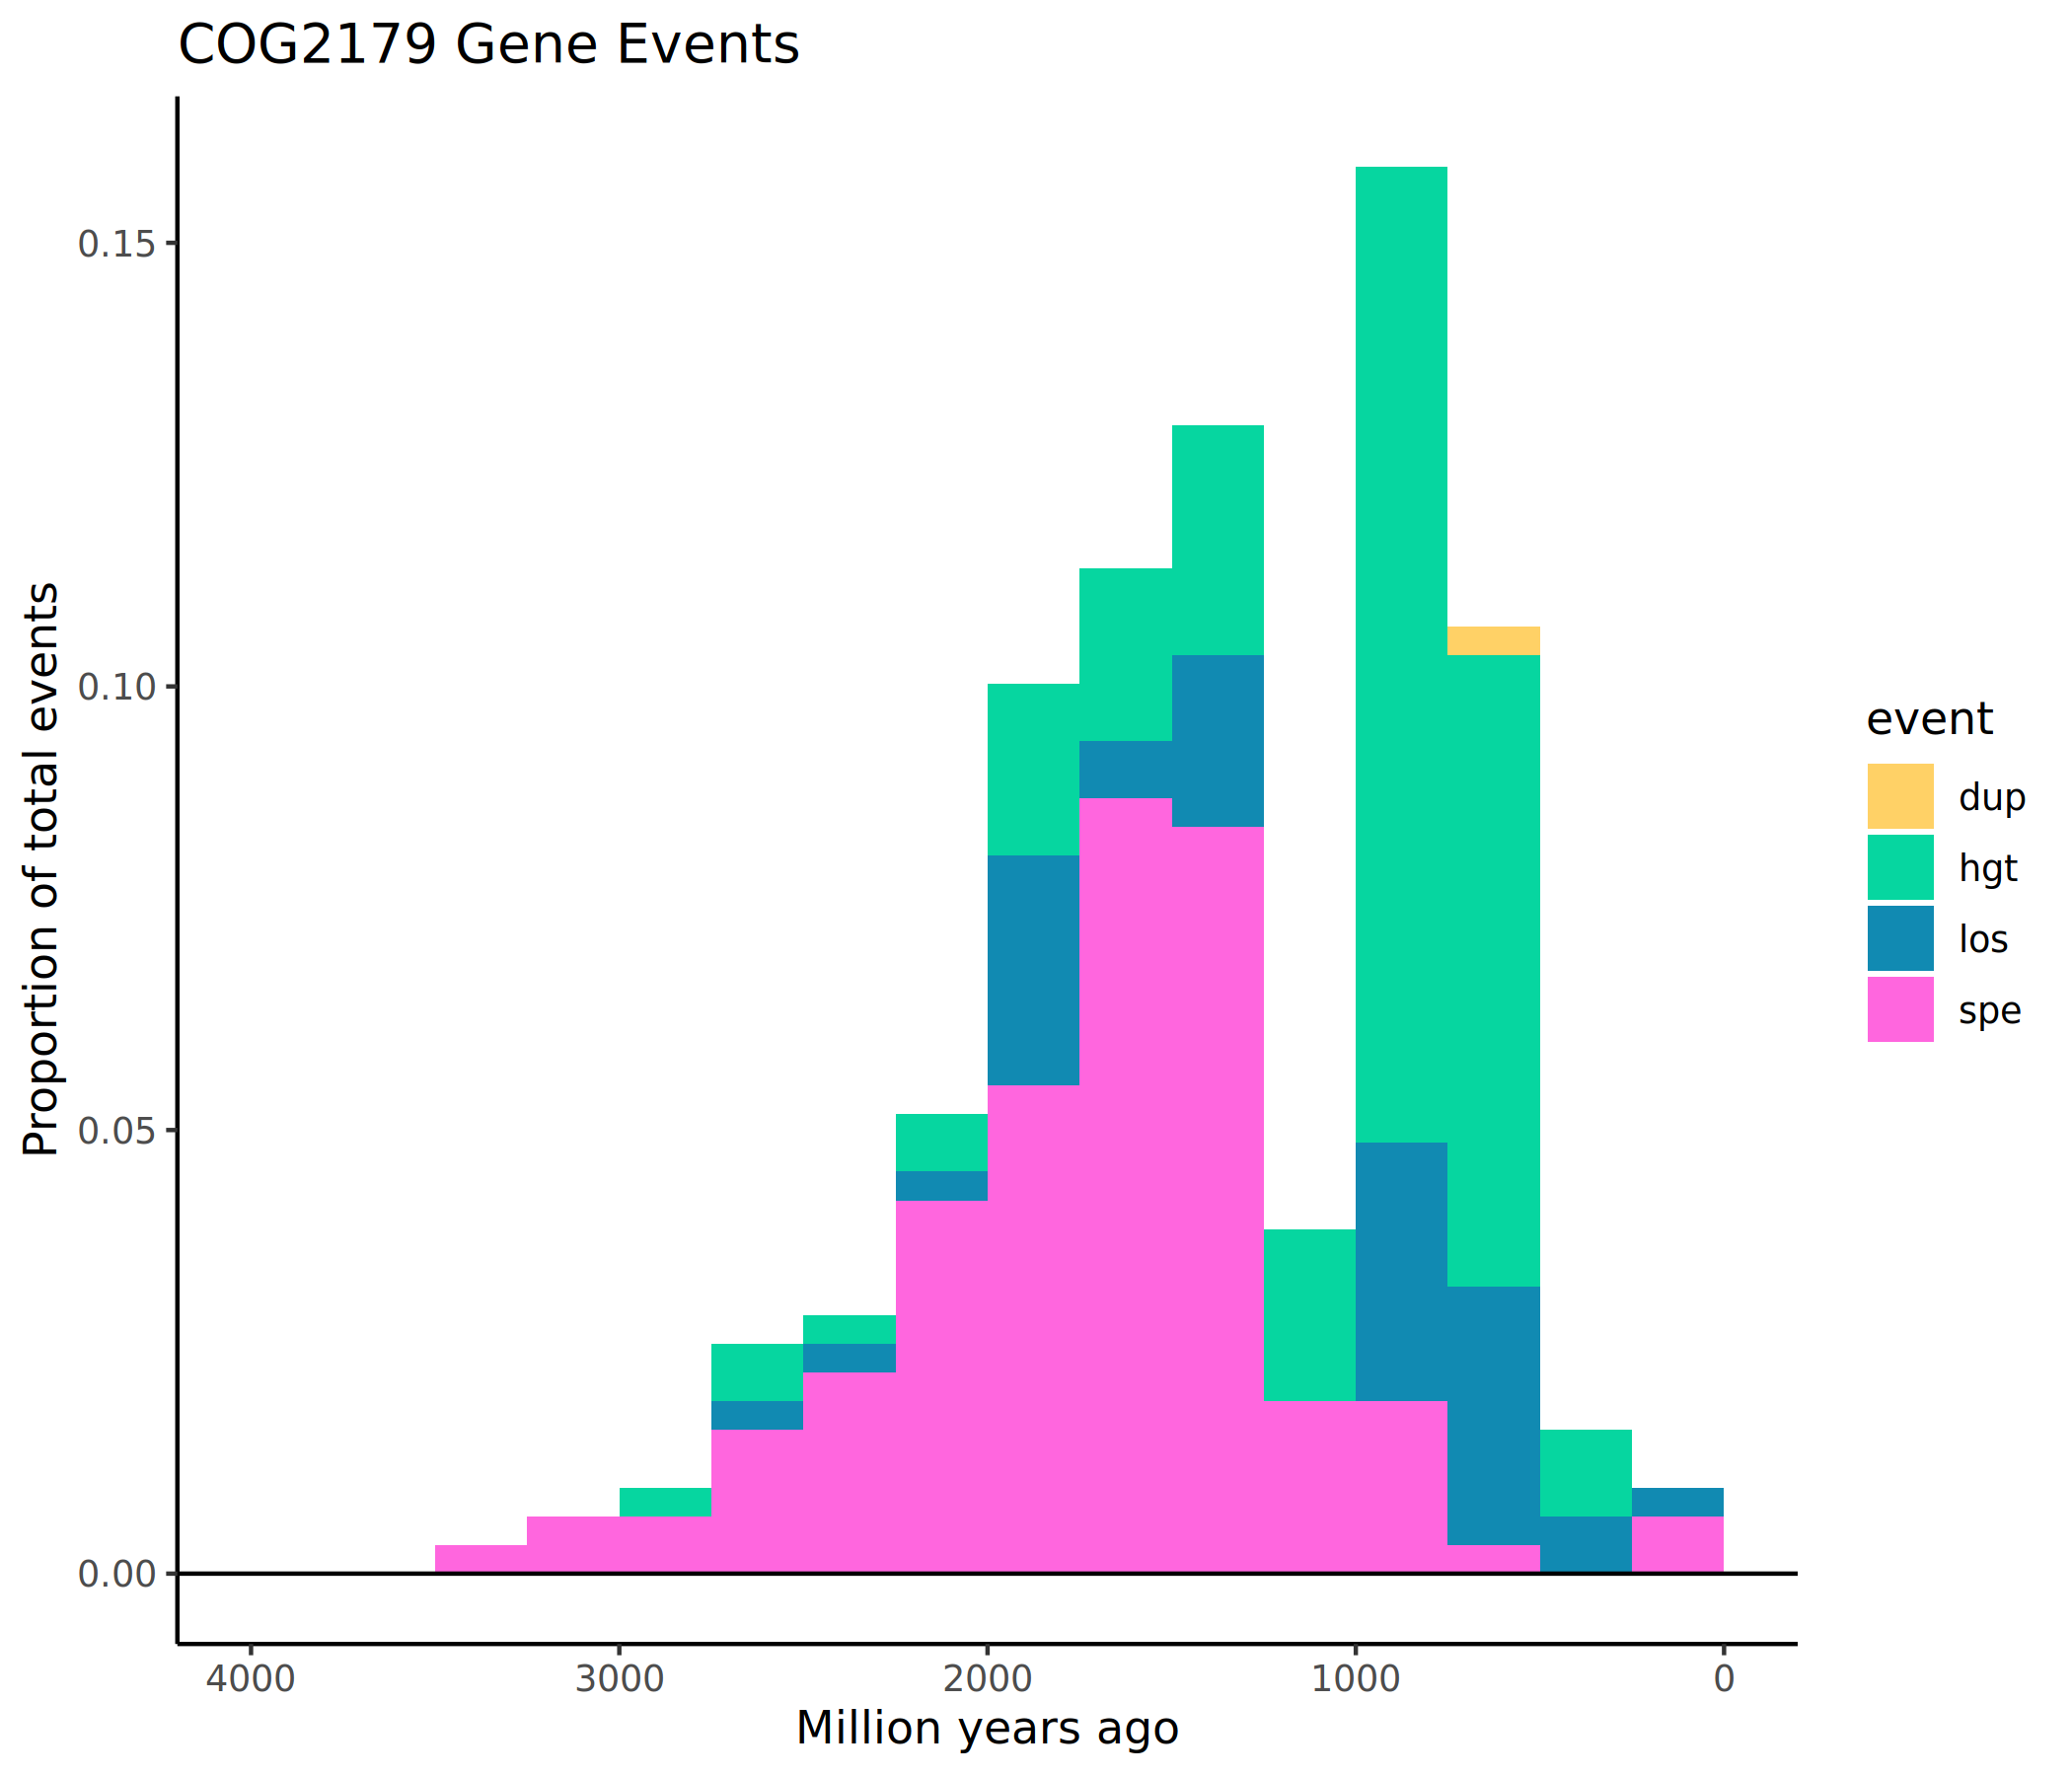 COG2179 Gene Events
Proportion of total events
0.15
0.10
0.05
0.00
4000 3000 2000 1000 0
Million years ago
event
dup
hgt
los
spe